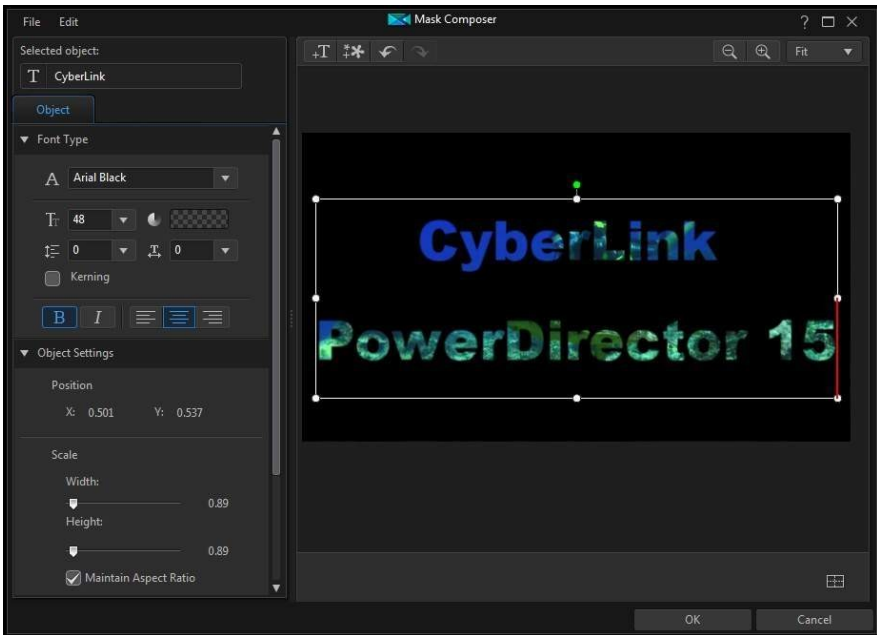 File Edit
Mask Composer
?
Selected object:
T CyberLink
+T
Fit
Object
Font Type
A Arial Black
48
0
T 0
Kerning
B I
Object Settings
Position
X: 0.501 Y: 0.537
Scale
Width:
0.89
Height:
0.89
Maintain Aspect Ratio
CyberLink
PowerDirector 15
OK Cancel